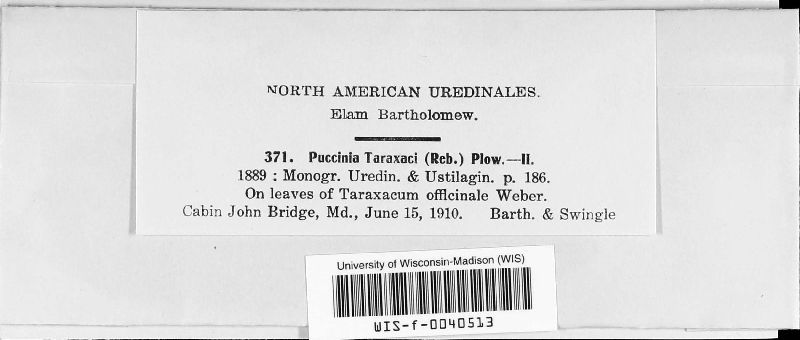 NORTH AMERICAN UREDINALES.
Elam Bartholomew.
371. Puccinia Taraxaci (Reb.) Plow.—II.
1889 : Monogr. Uredin. & Ustilagin. p. 186.
On leaves of Taraxacum officinale Weber.
Cabin John Bridge, Md., June 15, 1910. Barth. & Swingle
University of Wisconsin-Madison (WIS)
WIS-f-0040513